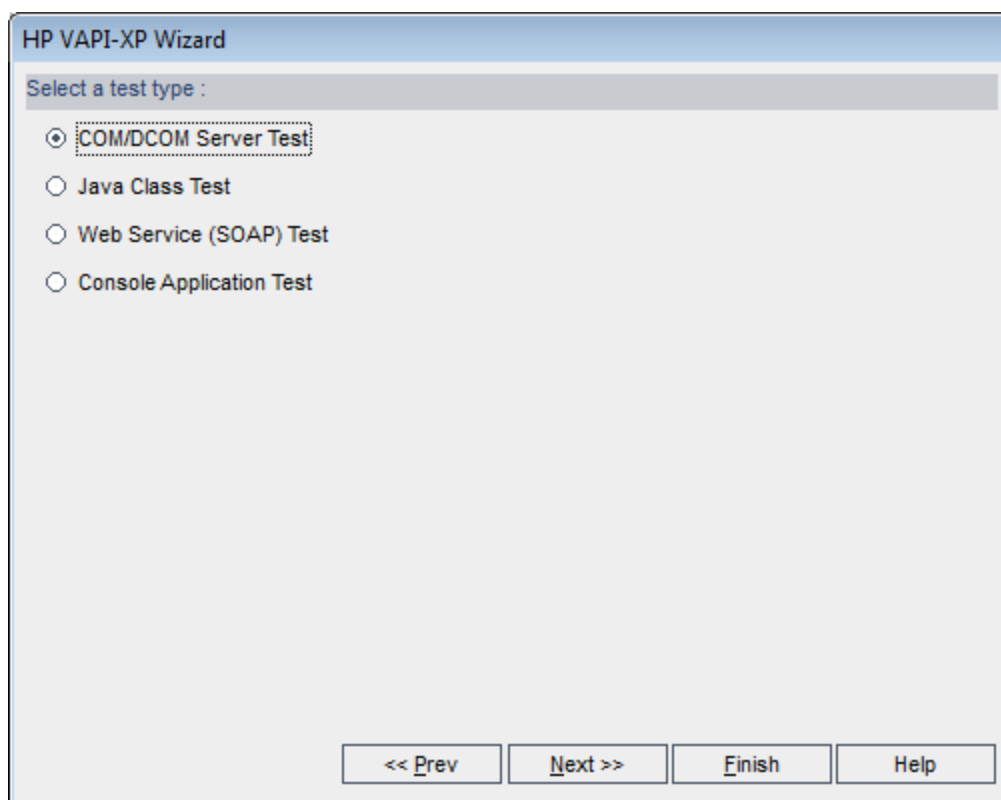 HP VAPI-XP Wizard
Select a test type :
COM/DCOM Server Test
Java Class Test
Web Service (SOAP) Test
Console Application Test
<< Prev Next >> Finish Help